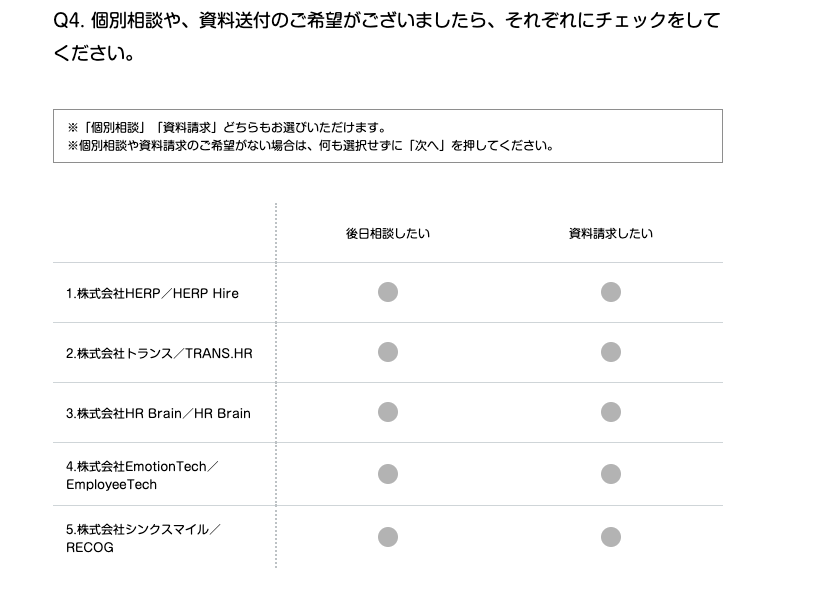 Q4. 個別相談や、資料送付のご希望がございましたら、それぞれにチェックをして
ください。
※「個別相談」「資料請求」どちらもお選びいただけます。
※個別相談や資料請求のご希望がない場合は、何も選択せずに「次へ」を押してください。
後日相談したい 資料請求したい
1.株式会社HERP／HERP Hire
2.株式会社トランス／TRANS.HR
3.株式会社HR Brain／HR Brain
4.株式会社EmotionTech／
EmployeeTech
5.株式会社シンクスマイル／
RECOG